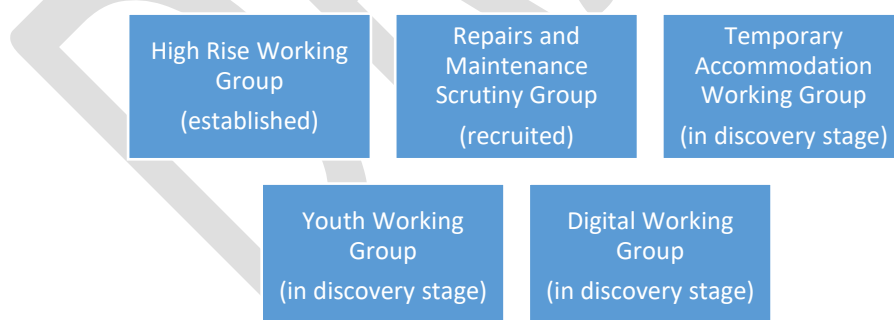 High Rise Working
Group
(established)
Repairs and
Maintenance
Scrutiny Group
(recruited)
Temporary
Accommodation
Working Group
(in discovery stage)
Youth Working
Group
(in discovery stage)
Digital Working
Group
(in discovery stage)